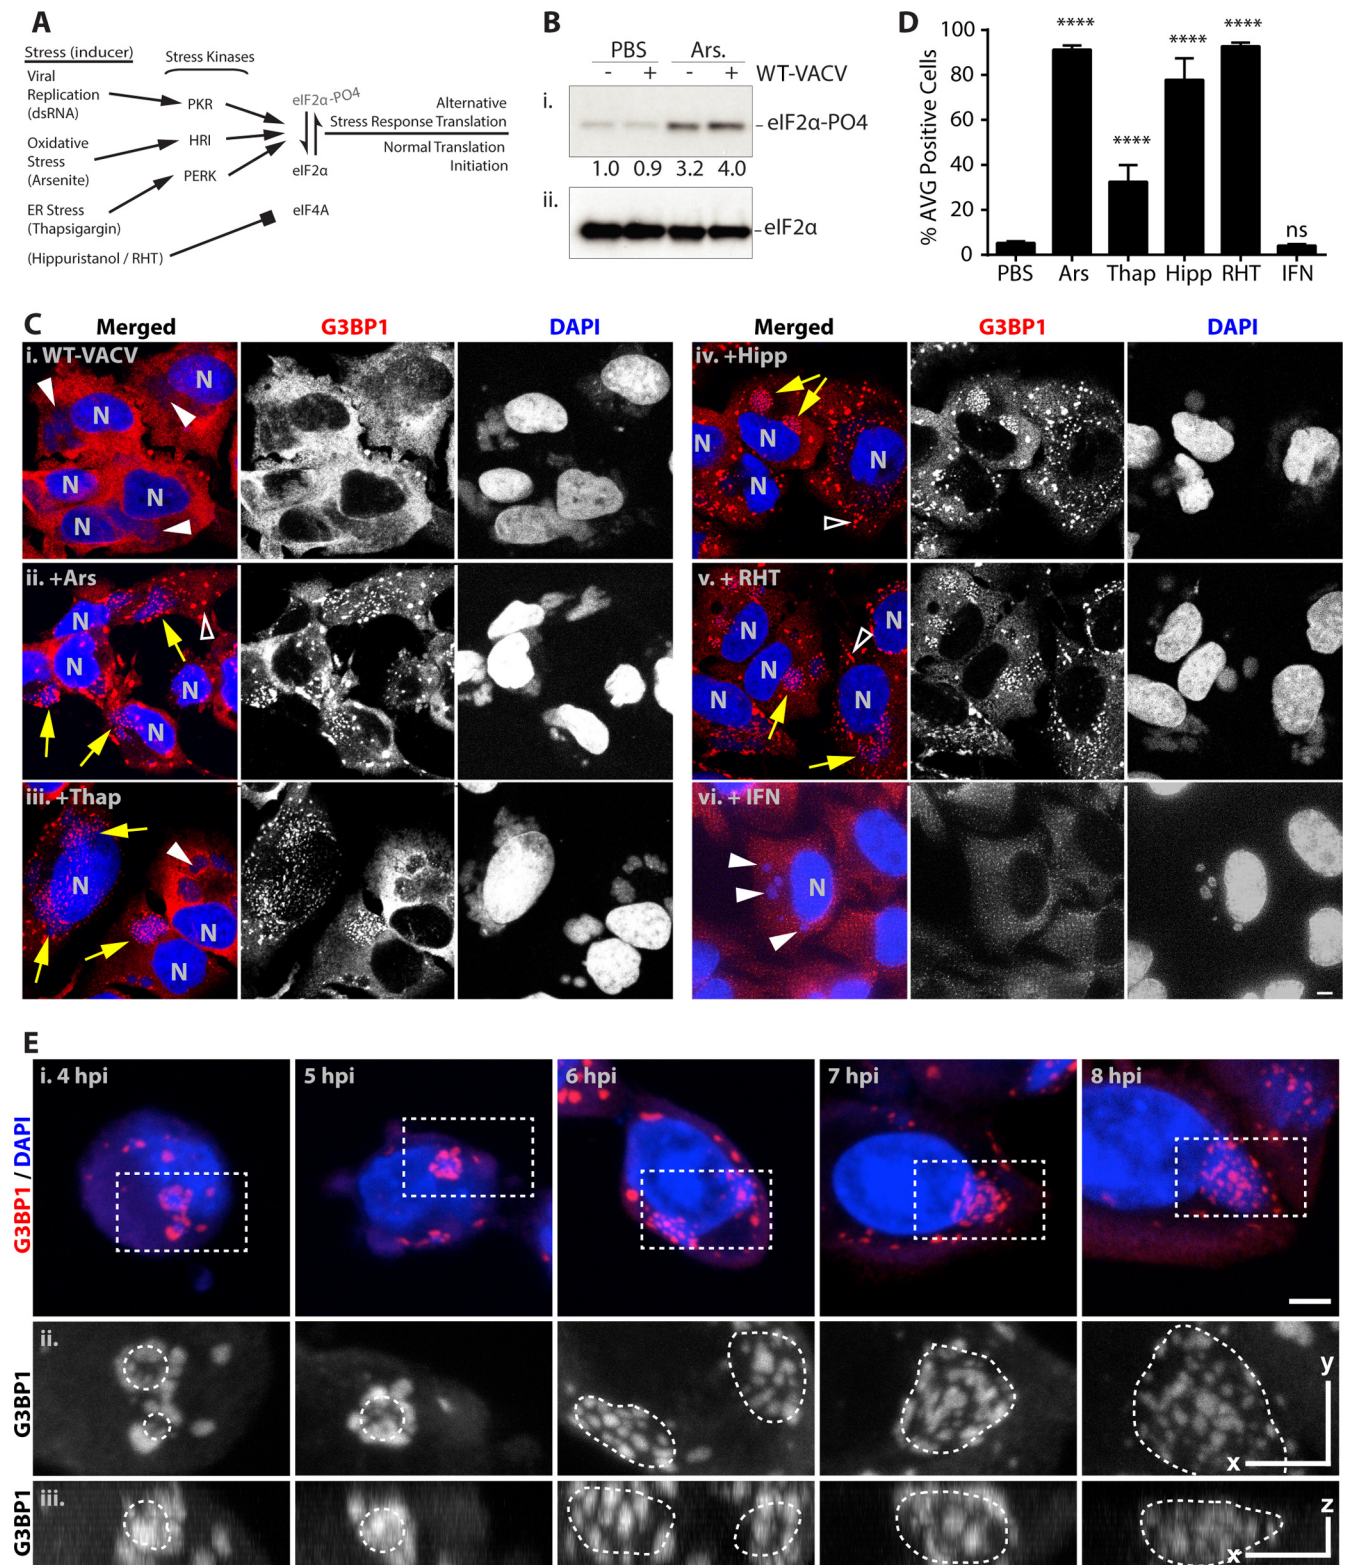 A
Stress (inducer)
Stress Kinases
Viral
Replication
(dsRNA)
PKR
eIF2α-PO4
Alternative
Stress Response Translation
Oxidative
Stress
(Arsenite)
HRI
Normal Translation
Initiation
PERK
eIF2α
ER Stress
(Thapsigargin)
eIF4A
(Hippuristanol / RHT)
B
PBS Ars.
- + - + WT-VACV
i.
eIF2α-PO4
1.0 0.9 3.2 4.0
ii.
eIF2α
D
% AVG Positive Cells
100
80
60
40
20
0
**** **** **** **** ns
PBS Ars Thap Hipp RHT IFN
C
Merged G3BP1 DAPI Merged G3BP1 DAPI
i. WT-VACV
N
N
N
N
N
iv. +Hipp
N
N
N
N
ii. +Ars
N
N
N
N
v. + RHT
N
N
N
N
N
iii. +Thap
N
N
N
vi. + IFN
N
E
G3BP1 / DAPI
i. 4 hpi 5 hpi 6 hpi 7 hpi 8 hpi
G3BP1
ii.
y
x
G3BP1
iii.
z
x